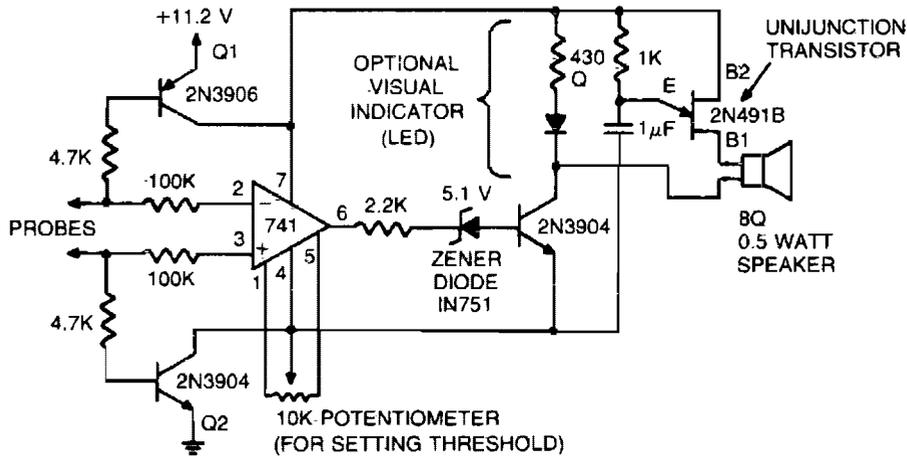 +11.2 V
Q1
2N3906
4.7K
100K
2
7
PROBES
741
6
2.2K
3
100K
1
4
5
4.7K
2N3904
Q2
10K POTENTIOMETER
(FOR SETTING THRESHOLD)
5.1 V
ZENER
DIODE
IN751
2N3904
OPTIONAL
VISUAL
INDICATOR
(LED)
430
Q
1K
E
1μF
B2
2N491B
B1
UNIJUNCTION
TRANSISTOR
8Q
0.5 WATT
SPEAKER